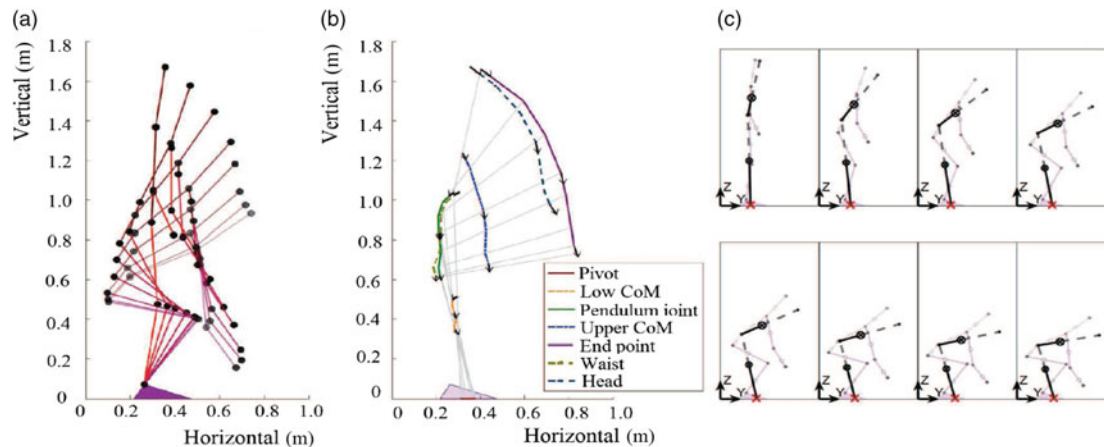 (a)
Vertical (m)
1.8
1.6
1.4
1.2
1.0
0.8
0.6
0.4
0.2
0
0 0.2 0.4 0.6 0.8 1.0
Horizontal (m)
(b)
Vertical (m)
1.8
1.6
1.4
1.2
1.0
0.8
0.6
0.4
0.2
0
0 0.2 0.4 0.6 0.8 1.0
Horizontal (m)
Pivot
Low CoM
Pendulum ioint
Upper CoM
End point
Waist
Head
(c)
Z Z Z Z
Y Y Y Y
Z Z Z Z
Y Y Y Y